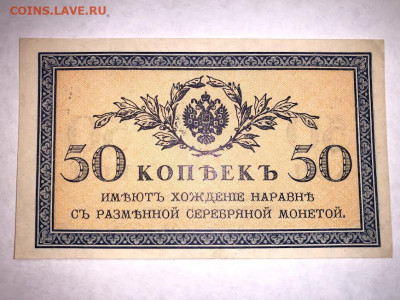 COINS.LAVE.RU
50 КОПѢЕКЪ 50
ИМѢЮТЪ ХОЖДЕНІЕ НАРАВНѢ
СЪ РАЗМѢННОЙ СЕРЕБРЯНОЙ МОНЕТОЙ.